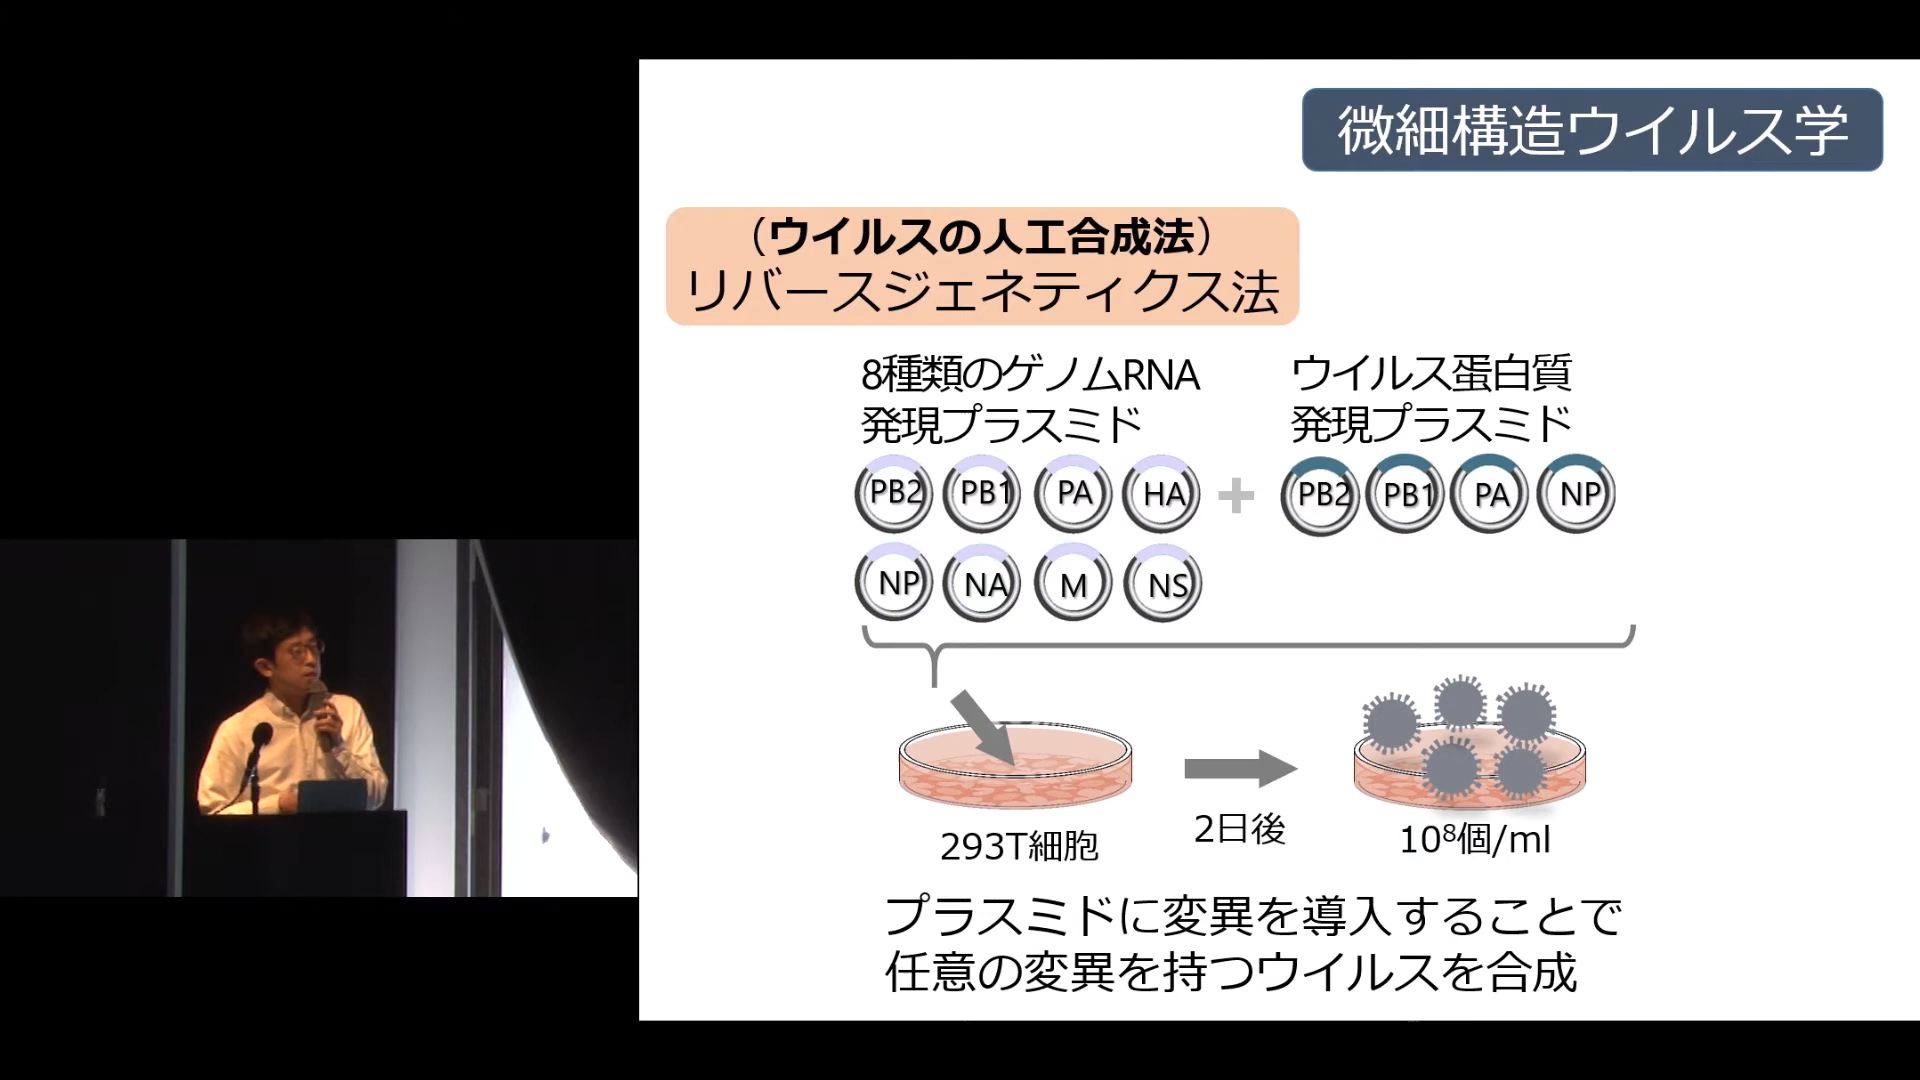 微細構造ウイルス学
（ウイルスの人工合成法）
リバースジェネティクス法
8種類のゲノムRNA
発現プラスミド
ウイルス蛋白質
発現プラスミド
PB2 PB1 PA HA + PB2 PB1 PA NP
NP NA M NS
293T細胞
2日後
10⁸個/ml
プラスミドに変異を導入することで
任意の変異を持つウイルスを合成